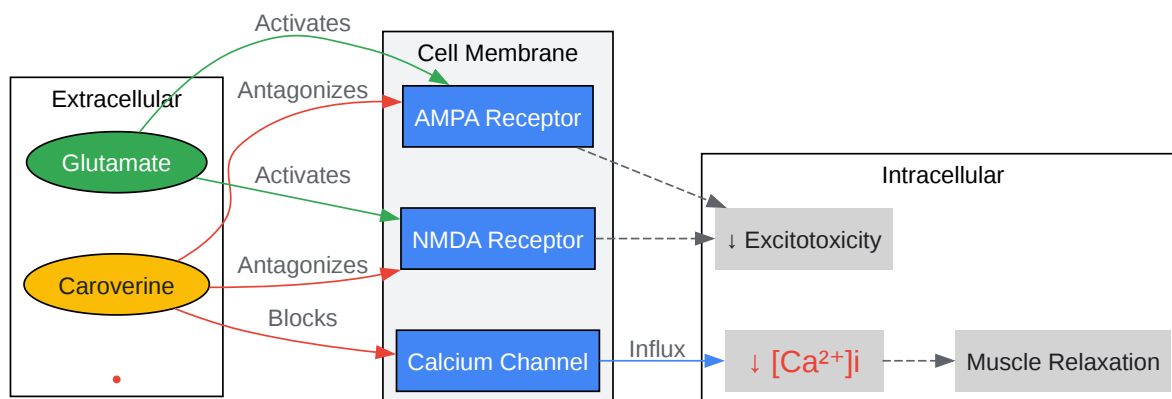 Activates
Cell Membrane
Extracellular
Antagonizes
AMPA Receptor
Glutamate
Activates
Intracellular
NMDA Receptor
↓ Excitotoxicity
Antagonizes
Caroverine
Blocks
Calcium Channel
Influx
↓ [Ca²⁺]i
Muscle Relaxation